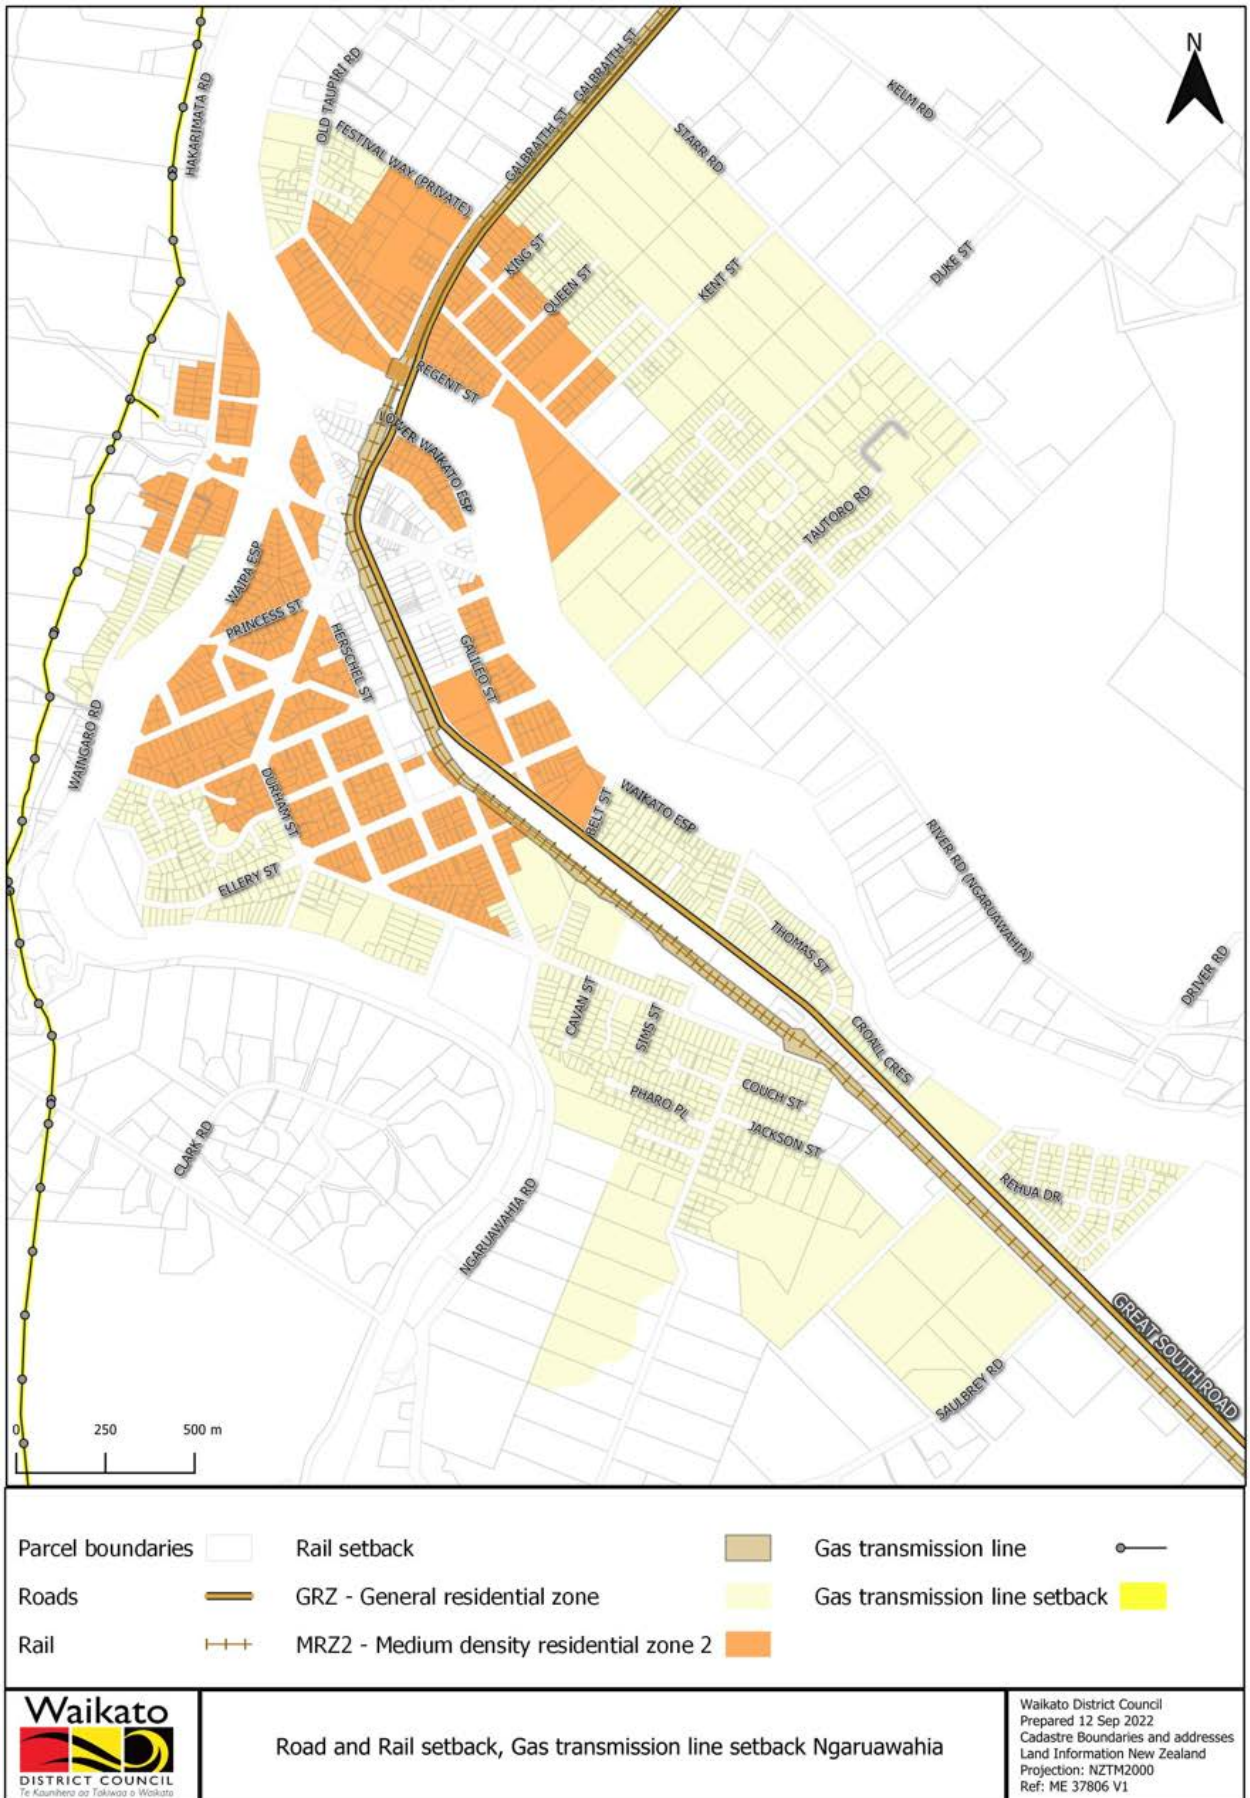 N
HAKARIMATA RD
OLD TAUPIRI RD
FESTIVAL WAY (PRIVATE)
GALBRAITH ST
GALBRAITH ST
KELM RD
STARR RD
KING ST
QUEEN ST
KENT ST
DUKE ST
REGENT ST
LOWER WAIKATO ESP
TAUTORO RD
WAIPA ESP
PRINCESS ST
HERSCHEL ST
GALILEO ST
WAINGARO RD
DURHAM ST
BELT ST
WAIKATO ESP
ELLERY ST
RIVER RD (NGARUAWAHIA)
THOMAS ST
DRIVER RD
CAVAN ST
SIMS ST
CROALL CRES
PHARO PL
COUCH ST
JACKSON ST
CLARK RD
NGARUAWAHIA RD
REHUA DR
GREAT SOUTH ROAD
SAULBREY RD
0 250 500 m
Parcel boundaries Rail setback Gas transmission line
Roads GRZ - General residential zone Gas transmission line setback
Rail MRZ2 - Medium density residential zone 2
Waikato
DISTRICT COUNCIL
Te Kaunihera aa Takiwaa o Waikato
Road and Rail setback, Gas transmission line setback Ngaruawahia
Waikato District Council
Prepared 12 Sep 2022
Cadastre Boundaries and addresses
Land Information New Zealand
Projection: NZTM2000
Ref: ME 37806 V1